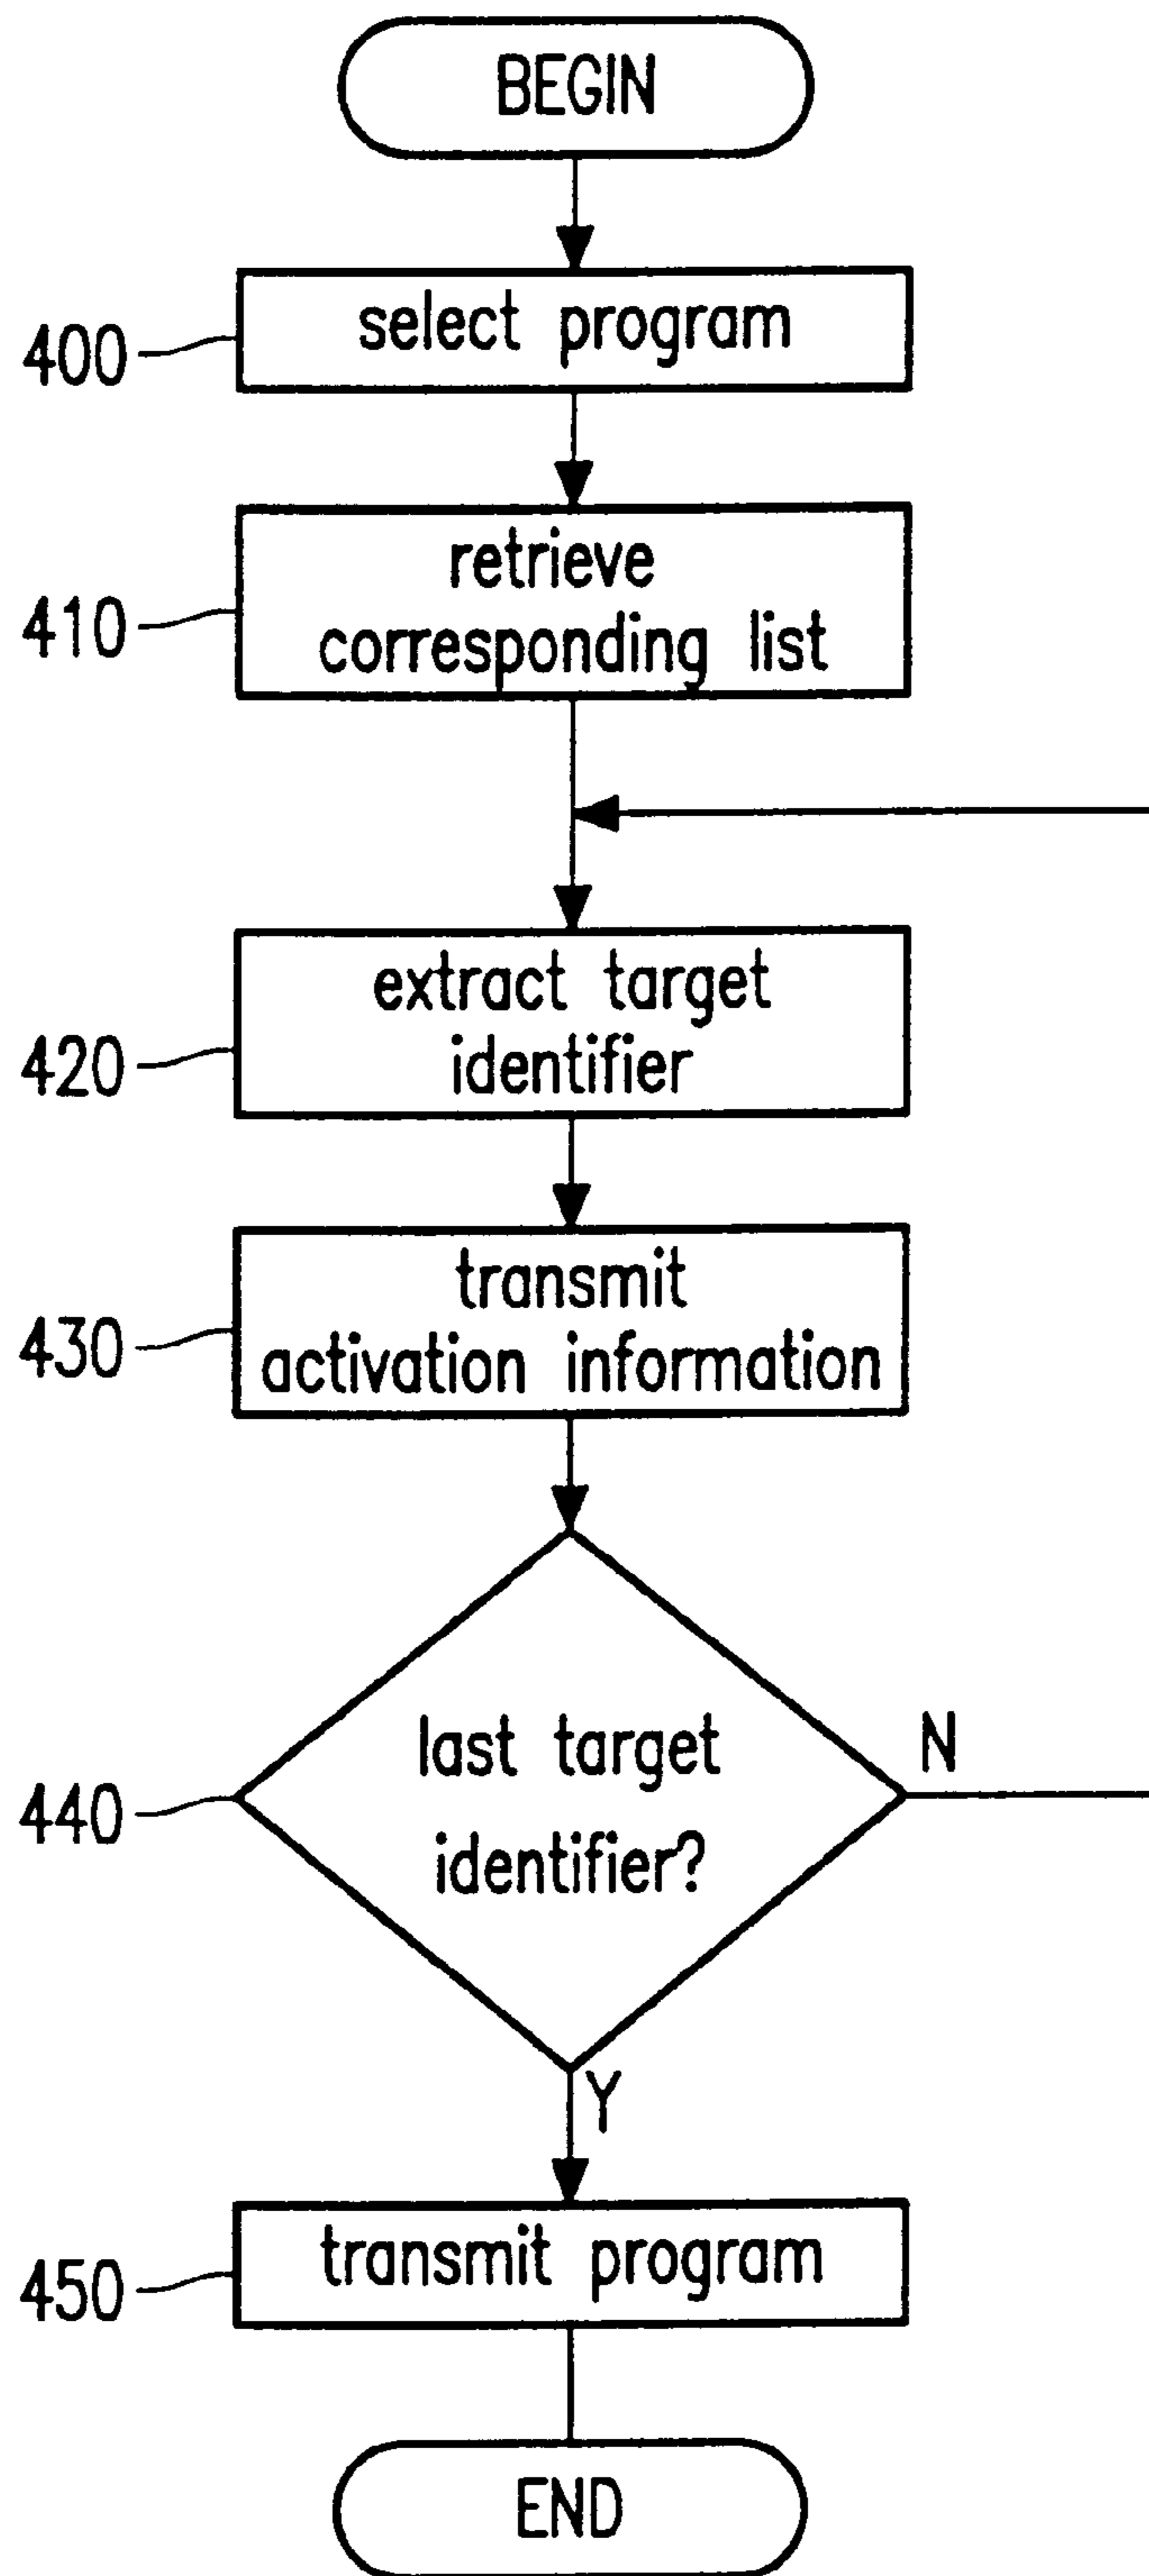 BEGIN
400
select program
410
retrieve
corresponding list
420
extract target
identifier
430
transmit
activation information
440
last target
identifier?
N
Y
450
transmit program
END